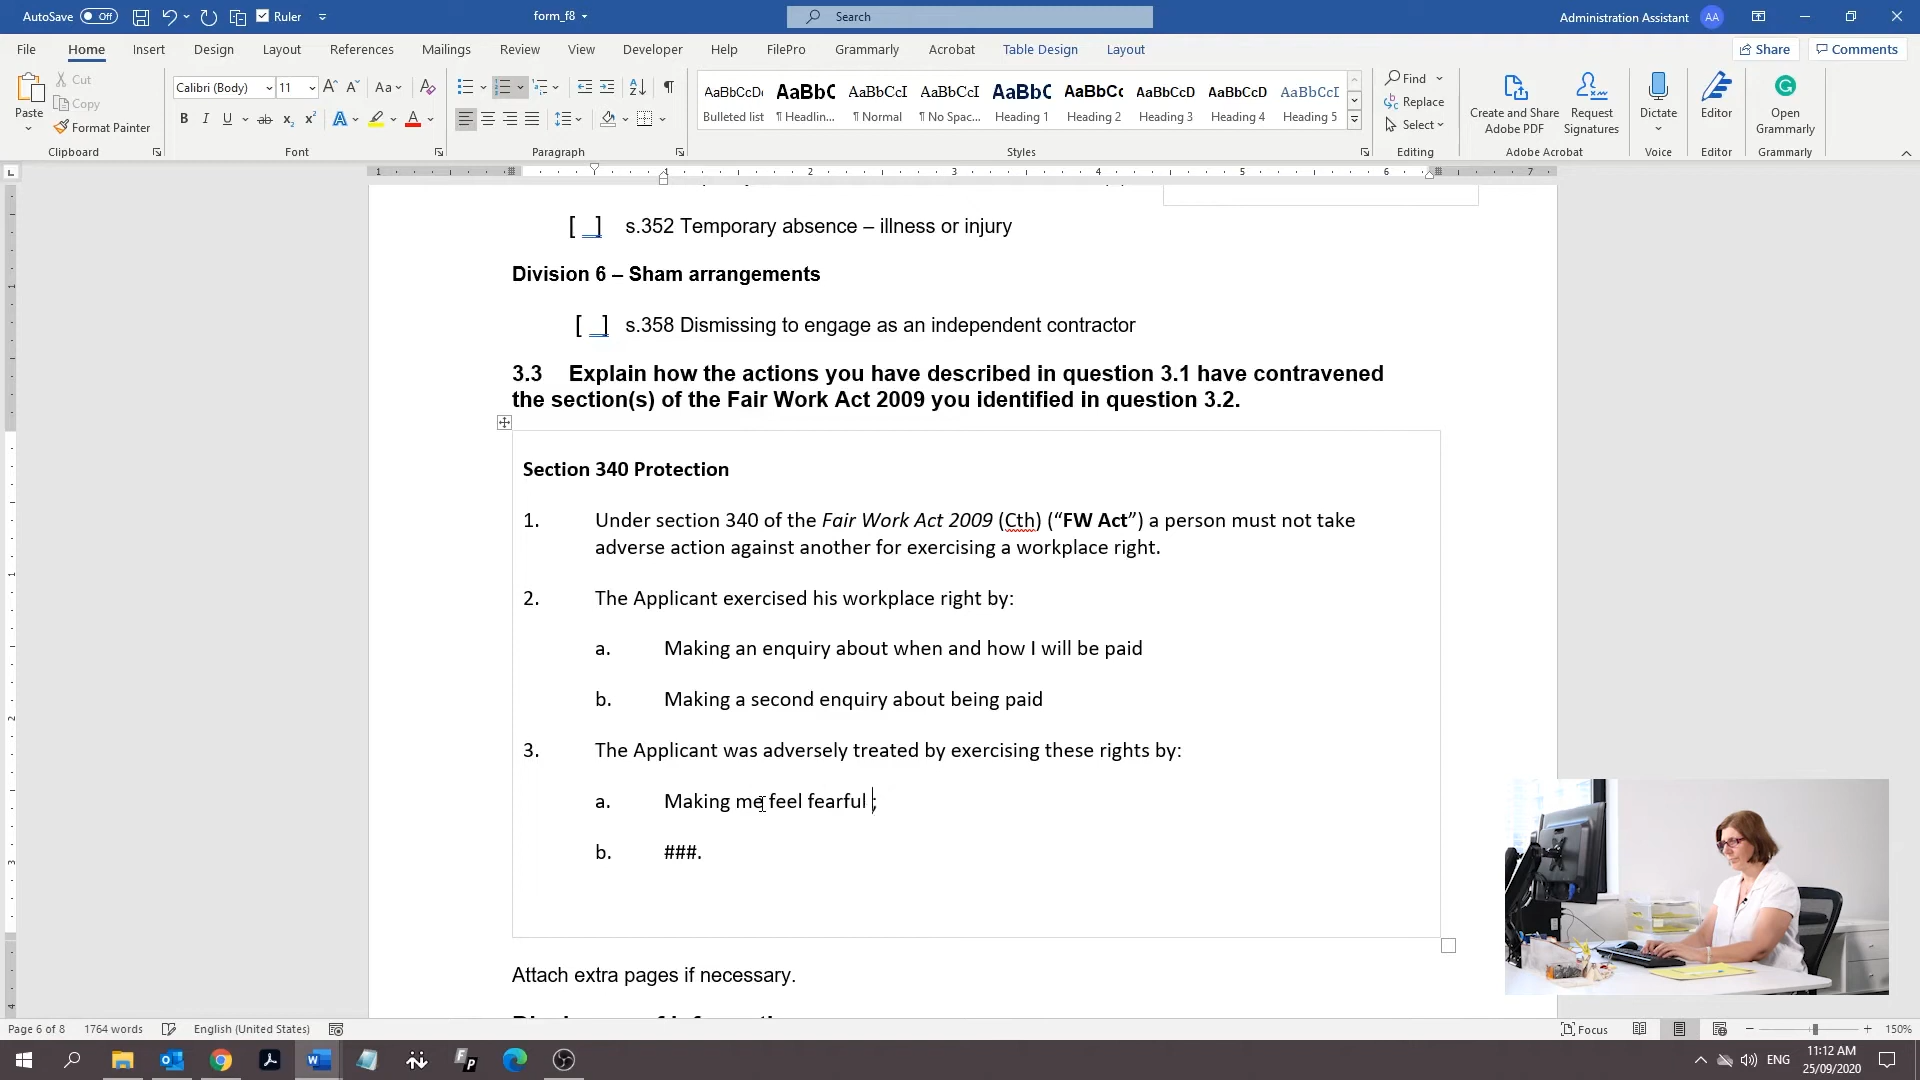 AutoSave Off Ruler form_f8 Search Administration Assistant AA
File Home Insert Design Layout References Mailings Review View Developer Help FilePro Grammarly Acrobat Table Design Layout Share Comments
Paste Cut Copy Format Painter
Clipboard
Calibri (Body) 11
Font
Paragraph
AaBbCcDc AaBbC AaBbCcI AaBbCcI AaBbC AaBbCc AaBbCcD AaBbCcD AaBbCcI
Bulleted list ¶ Headlin... ¶ Normal ¶ No Spac... Heading 1 Heading 2 Heading 3 Heading 4 Heading 5
Styles
Find
Replace
Select
Editing
Create and Share Adobe PDF
Request Signatures
Adobe Acrobat
Dictate
Voice
Editor
Editor
Open Grammarly
Grammarly
1 1 2 3 4 5 6 7
[ _ ] s.352 Temporary absence – illness or injury
Division 6 – Sham arrangements
[ _ ] s.358 Dismissing to engage as an independent contractor
3.3 Explain how the actions you have described in question 3.1 have contravened
the section(s) of the Fair Work Act 2009 you identified in question 3.2.
Section 340 Protection
1. Under section 340 of the Fair Work Act 2009 (Cth) (“FW Act”) a person must not take
adverse action against another for exercising a workplace right.
2. The Applicant exercised his workplace right by:
a. Making an enquiry about when and how I will be paid
b. Making a second enquiry about being paid
3. The Applicant was adversely treated by exercising these rights by:
a. Making me feel fearful ;
b. ###.
Attach extra pages if necessary.
Page 6 of 8 1764 words English (United States) Focus 150%
ENG 11:12 AM
25/09/2020